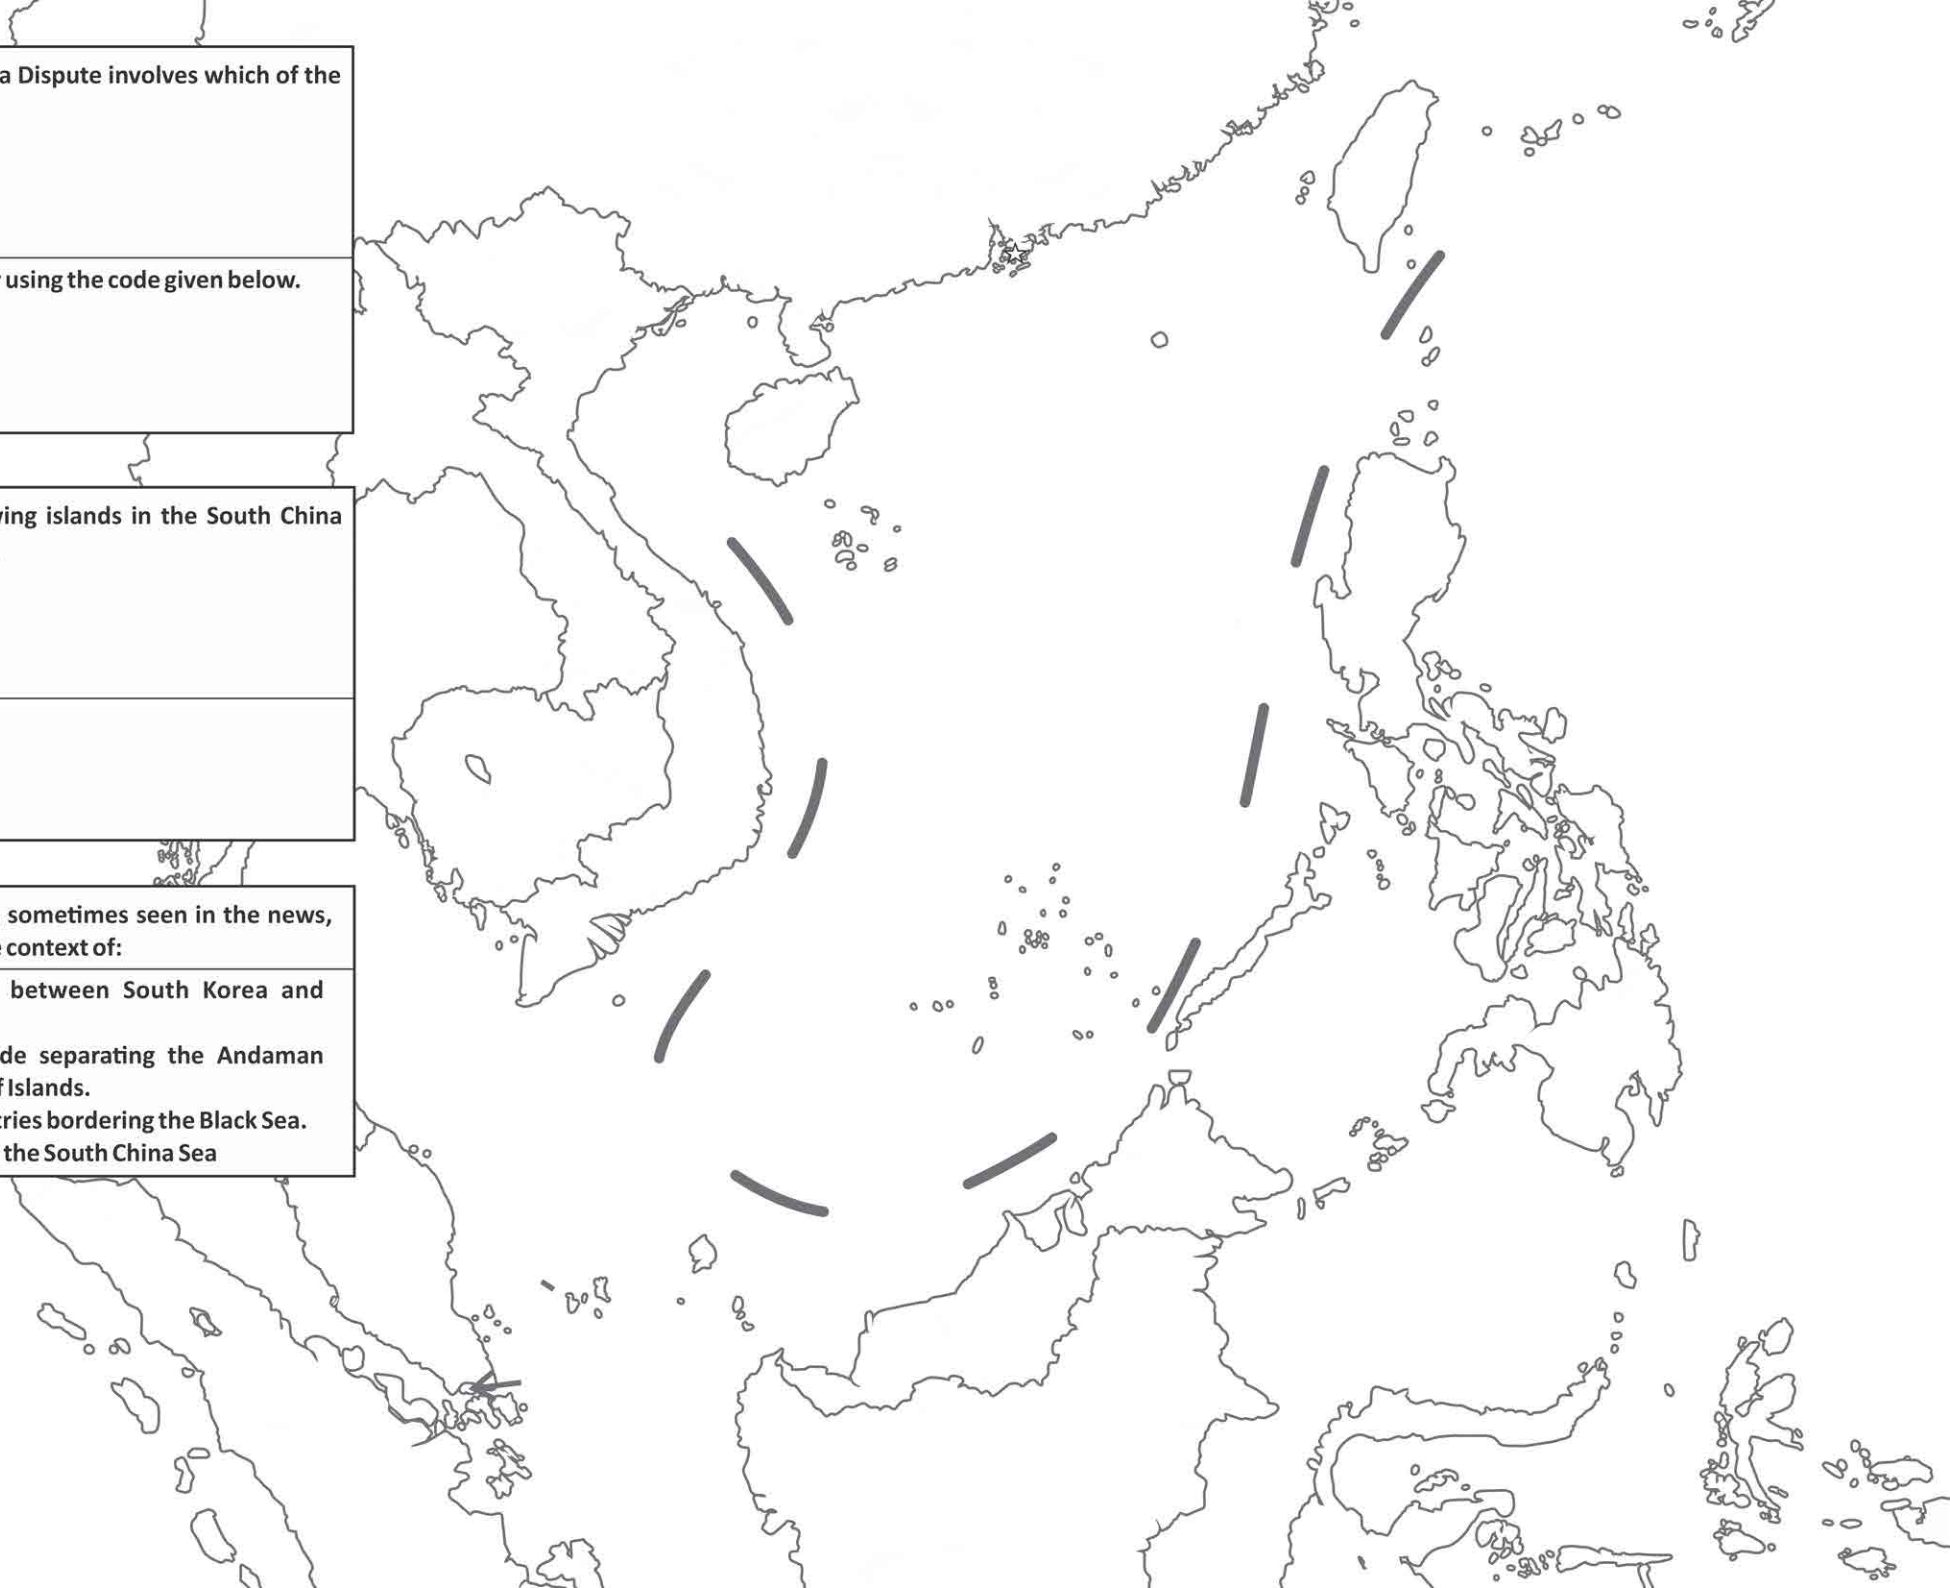 a Dispute involves which of the
using the code given below.
ing islands in the South China
sometimes seen in the news,
context of:
between South Korea and
de separating the Andaman
Islands.
tries bordering the Black Sea.
the South China Sea